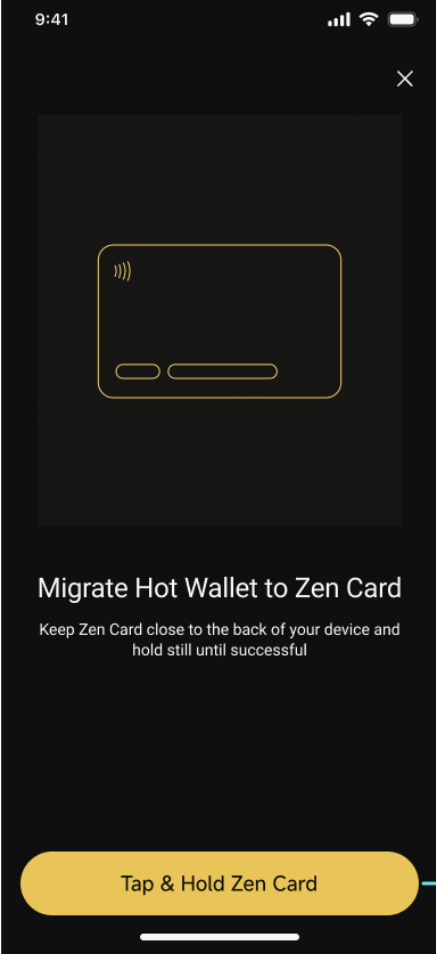 9:41
Migrate Hot Wallet to Zen Card
Keep Zen Card close to the back of your device and
hold still until successful
Tap & Hold Zen Card